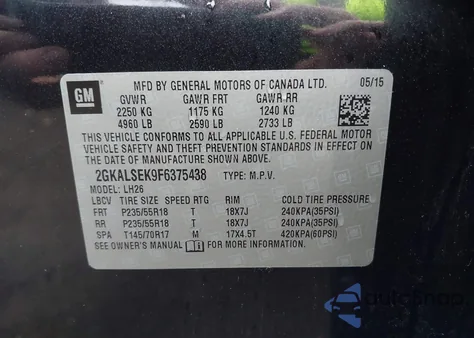 GM
MFD BY GENERAL MOTORS OF CANADA LTD. 05/15
GVWR GAWR FRT GAWR RR
2250 KG 1175 KG 1240 KG
4960 LB 2590 LB 2733 LB
THIS VEHICLE CONFORMS TO ALL APPLICABLE U.S. FEDERAL MOTOR
VEHICLE SAFETY AND THEFT PREVENTION STANDARDS IN EFFECT ON
THE DATE OF MANUFACTURE SHOWN ABOVE.
2GKALSEK9F6375438 TYPE: M.P.V.
MODEL: LH26
LBCV TIRE SIZE SPEED RTG RIM COLD TIRE PRESSURE
FRT P235/55R18 T 18X7J 240KPA(35PSI)
RR P235/55R18 T 18X7J 240KPA(35PSI)
SPA T145/70R17 M 17X4.5T 420KPA(60PSI)
SEE OWNER'S MANUAL FOR MORE INFORMATION.
autosnap